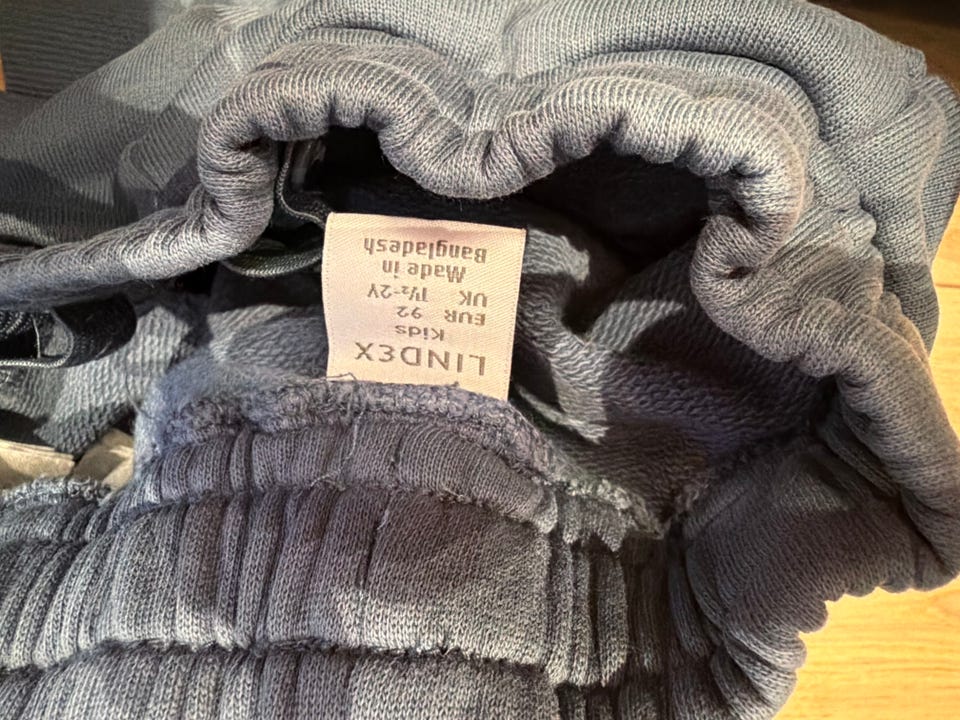 LINDEX
Kids
EUR 92
UK 1½-2Y
Made in
Bangladesh